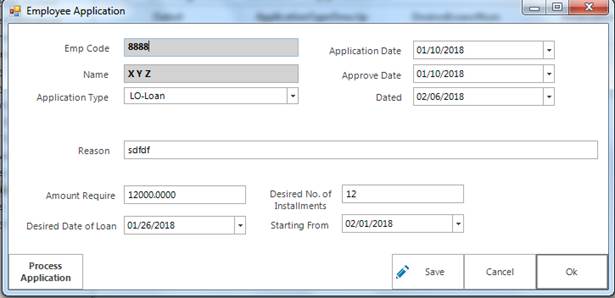 Employee Application
Emp Code 8888 Application Date 01/10/2018
Name X Y Z Approve Date 01/10/2018
Application Type LO-Loan Dated 02/06/2018
Reason sdfdf
Amount Require 12000.0000 Desired No. of Installments 12
Desired Date of Loan 01/26/2018 Starting From 02/01/2018
Process Application Save Cancel Ok